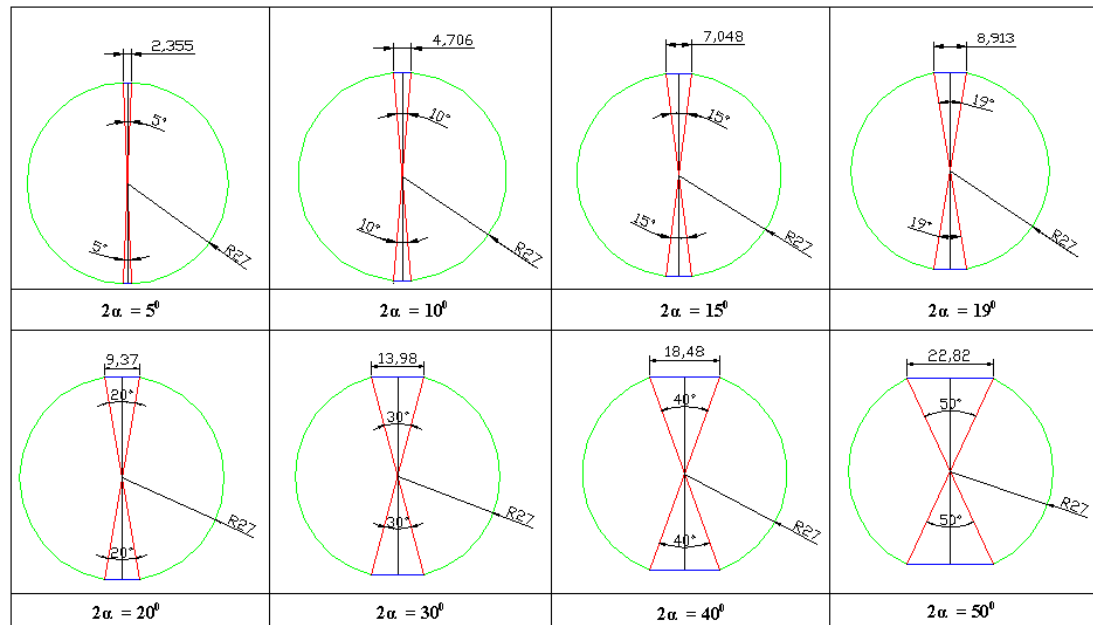 2,355
5°
5°
R27
2α = 5⁰
4,706
10°
10°
R27
2α = 10⁰
7,048
15°
15°
R27
2α = 15⁰
8,913
19°
19°
R27
2α = 19⁰
9,37
20°
20°
R27
2α = 20⁰
13,98
30°
30°
R27
2α = 30⁰
18,48
40°
40°
R27
2α = 40⁰
22,82
50°
50°
R27
2α = 50⁰